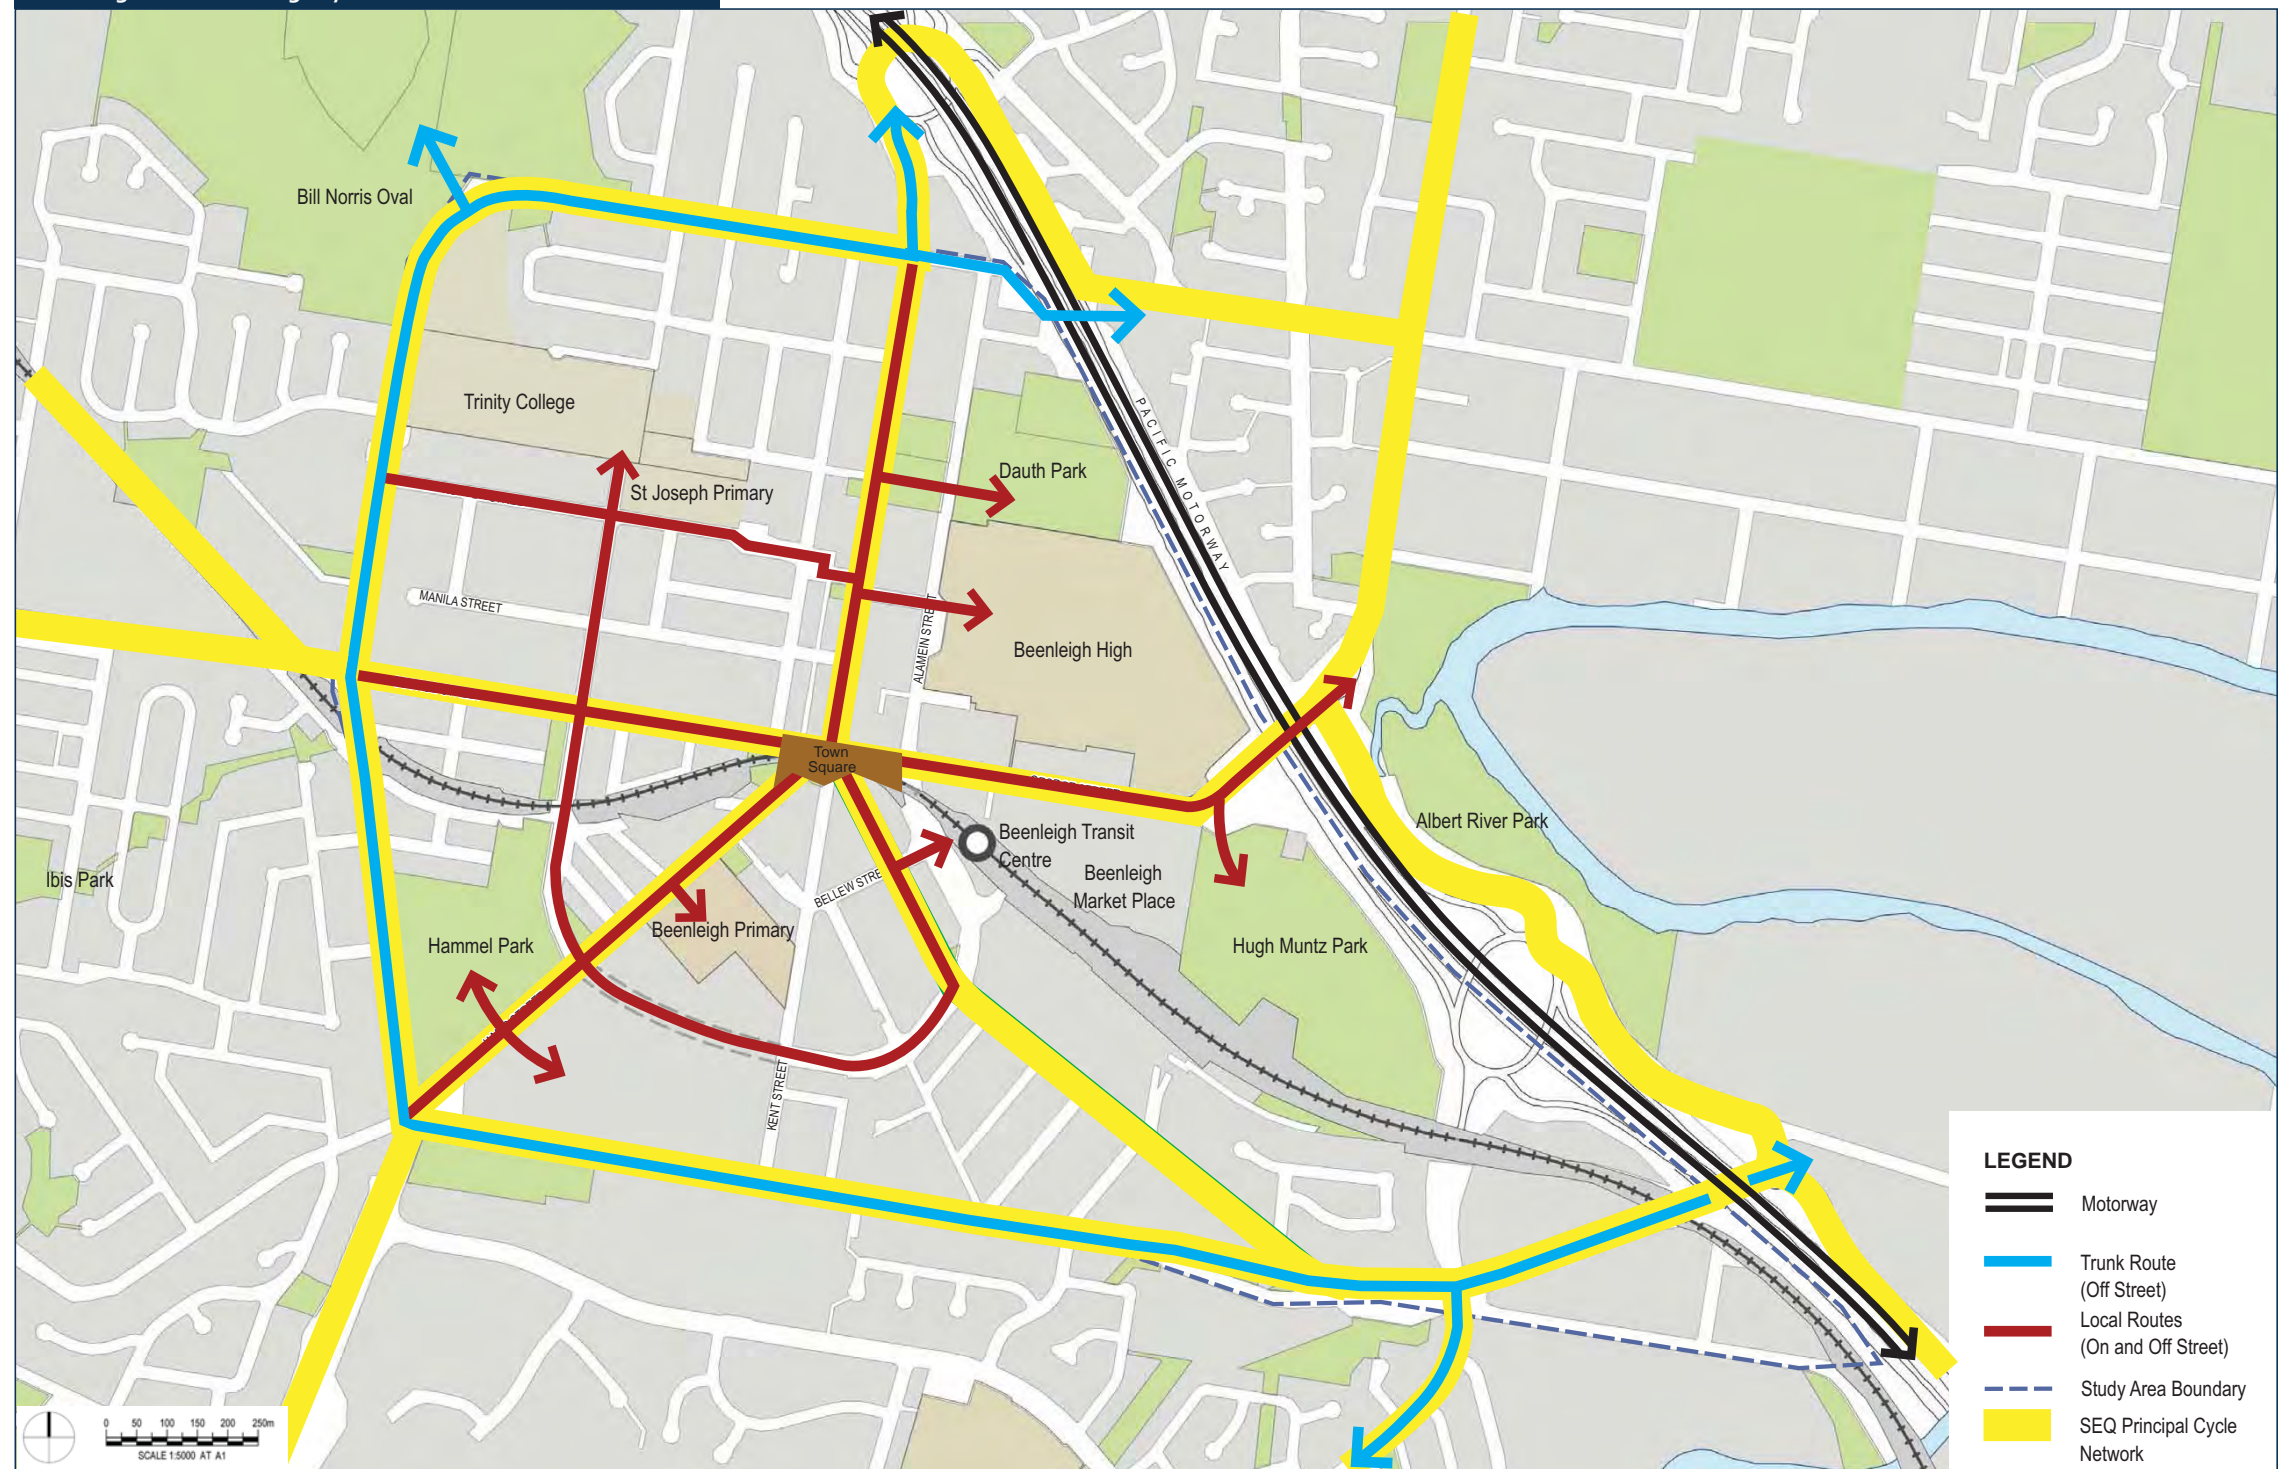 Bill Norris Oval
Trinity College
St Joseph Primary
Dauth Park
PACIFIC MOTORWAY
MANILA STREET
ALAMEIN STREET
Beenleigh High
Town
Square
Beenleigh Transit
Centre
Beenleigh
Market Place
Albert River Park
Ibis Park
BELLEW STRE
Hammel Park
Beenleigh Primary
Hugh Muntz Park
KENT STREET
LEGEND
Motorway
Trunk Route
(Off Street)
Local Routes
(On and Off Street)
Study Area Boundary
SEQ Principal Cycle
Network
0 50 100 150 200 250m
SCALE 1:5000 AT A1